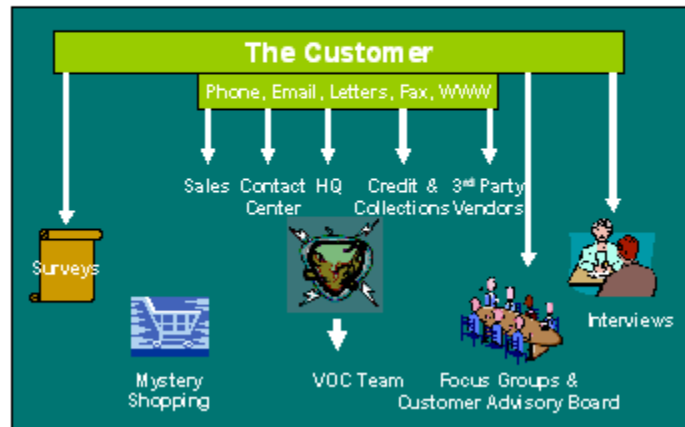 The Customer
Phone, Email, Letters, Fax, WWW
Sales Contact Center HQ Credit & Collections 3rd Party Vendors
Surveys
Interviews
Mystery Shopping
VOC Team
Focus Groups & Customer Advisory Board